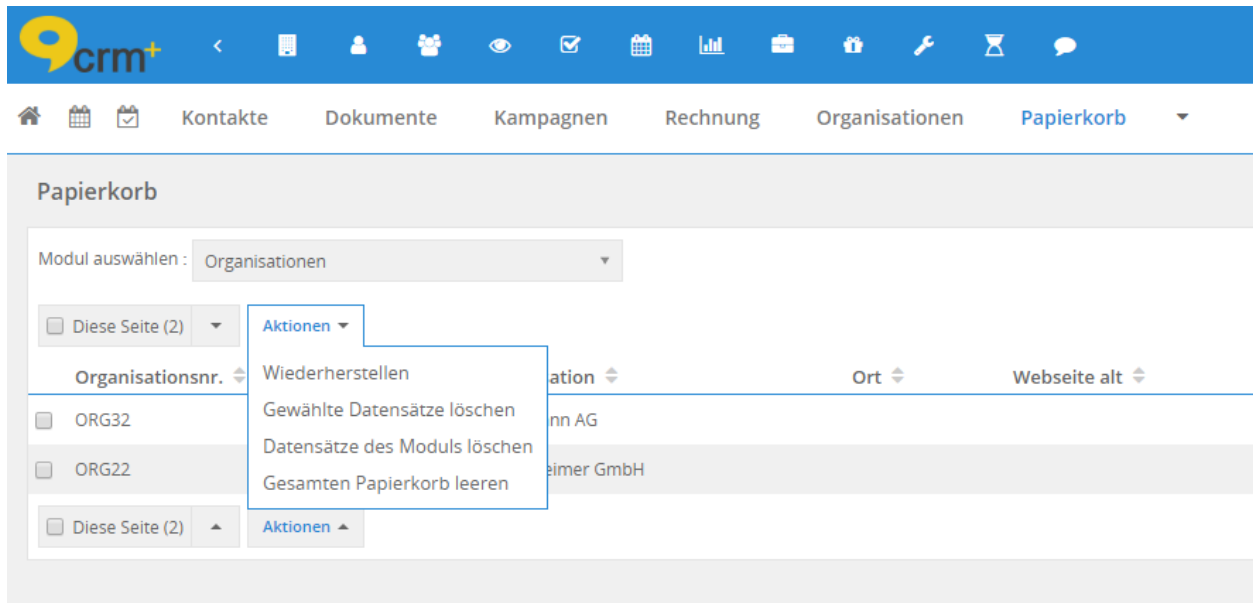 crm+
Kontakte Dokumente Kampagnen Rechnung Organisationen Papierkorb
Papierkorb
Modul auswählen : Organisationen
Diese Seite (2) Aktionen
Wiederherstellen
Gewählte Datensätze löschen
Datensätze des Moduls löschen
Gesamten Papierkorb leeren
Organisationsnr. ation Ort Webseite alt
ORG32 nn AG
ORG22 eimer GmbH
Diese Seite (2) Aktionen